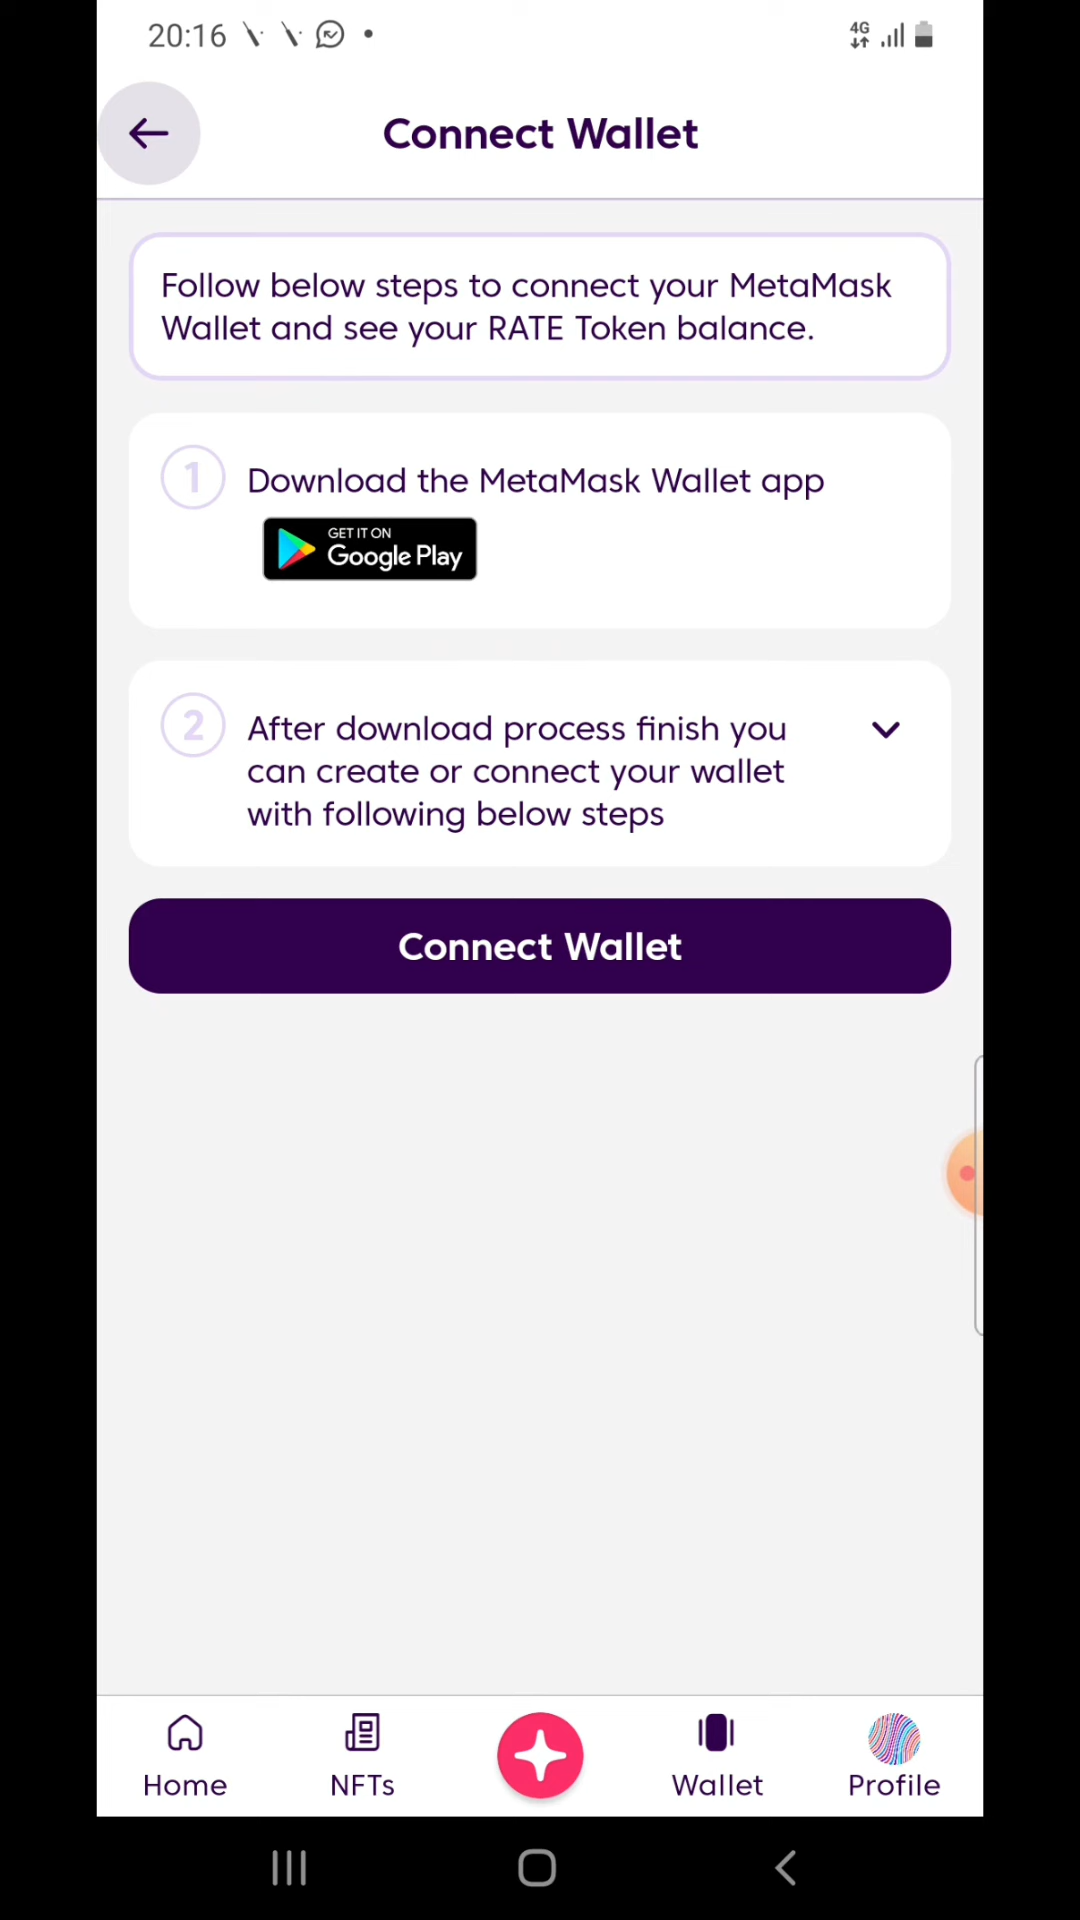 20:16
4G
Connect Wallet
Follow below steps to connect your MetaMask
Wallet and see your RATE Token balance.
1
Download the MetaMask Wallet app
GET IT ON
Google Play
2
After download process finish you
can create or connect your wallet
with following below steps
Connect Wallet
Home
NFTs
Wallet
Profile